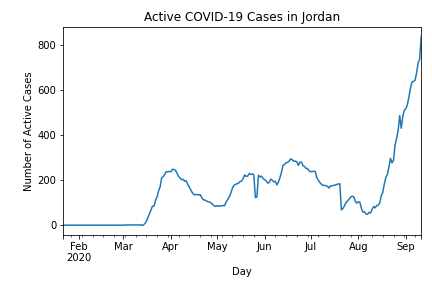 Active COVID-19 Cases in Jordan
Number of Active Cases
800
600
400
200
0
Feb Mar Apr May Jun Jul Aug Sep
2020
Day